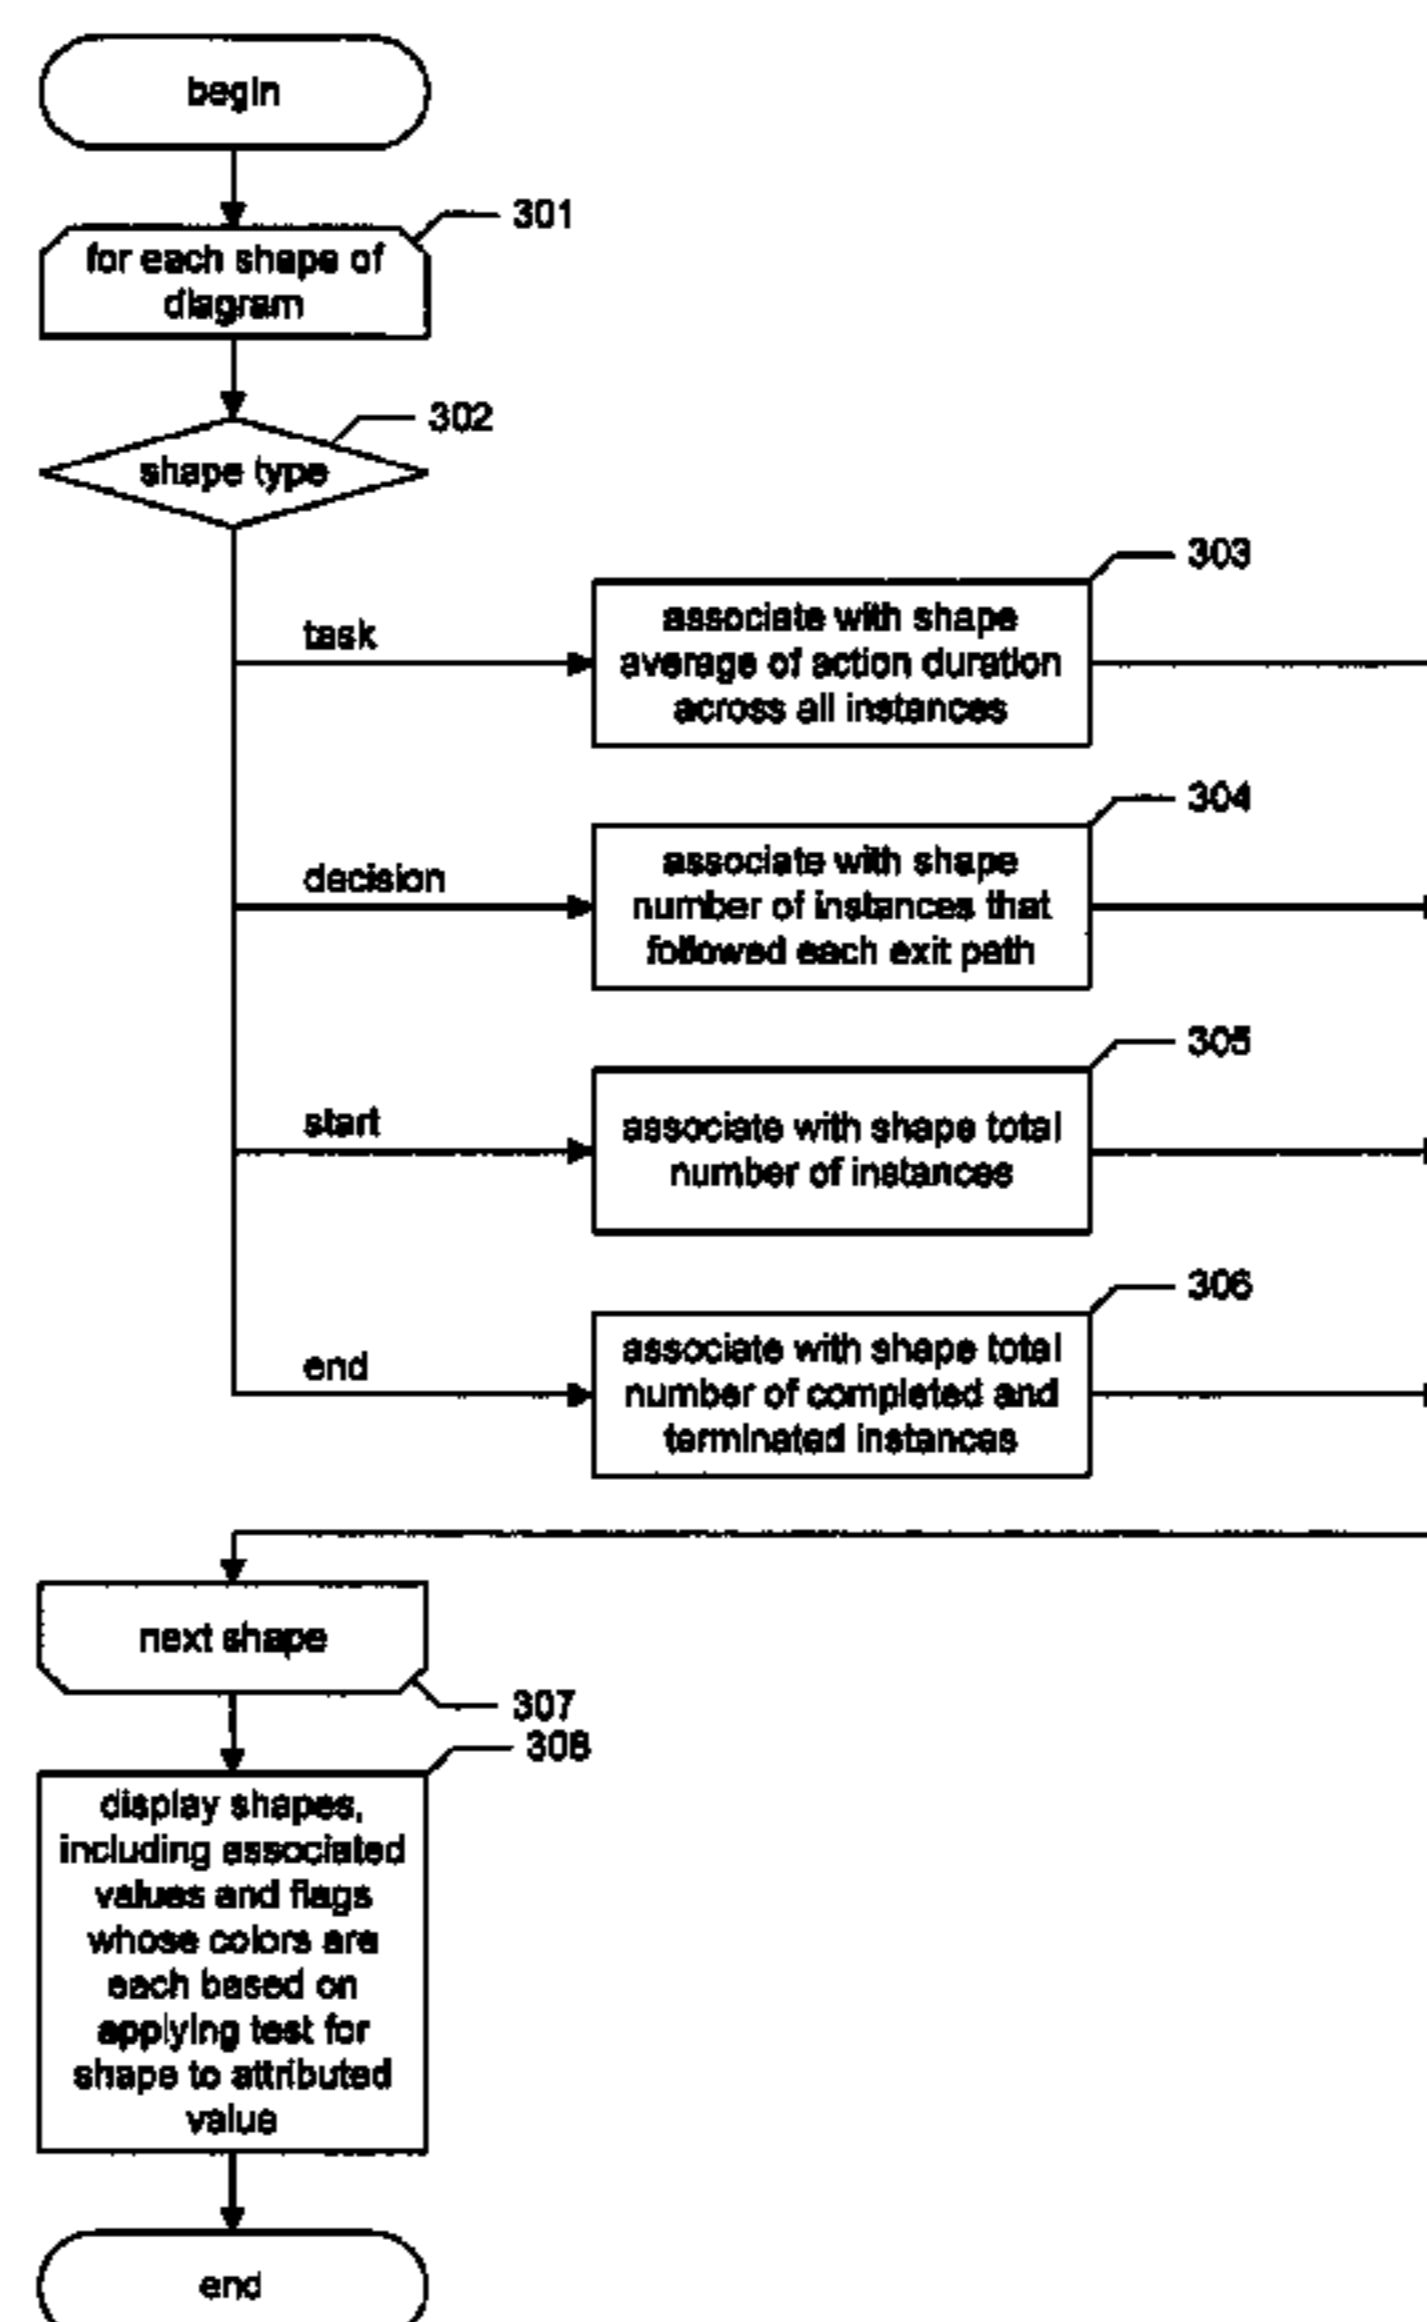 begin
301
for each shape of
diagram
302
shape type
303
task
associate with shape
average of action duration
across all instances
304
decision
associate with shape
number of instances that
followed each exit path
305
start
associate with shape total
number of instances
306
end
associate with shape total
number of completed and
terminated instances
next shape
307
308
display shapes,
including associated
values and flags
whose colors are
each based on
applying test for
shape to attributed
value
end